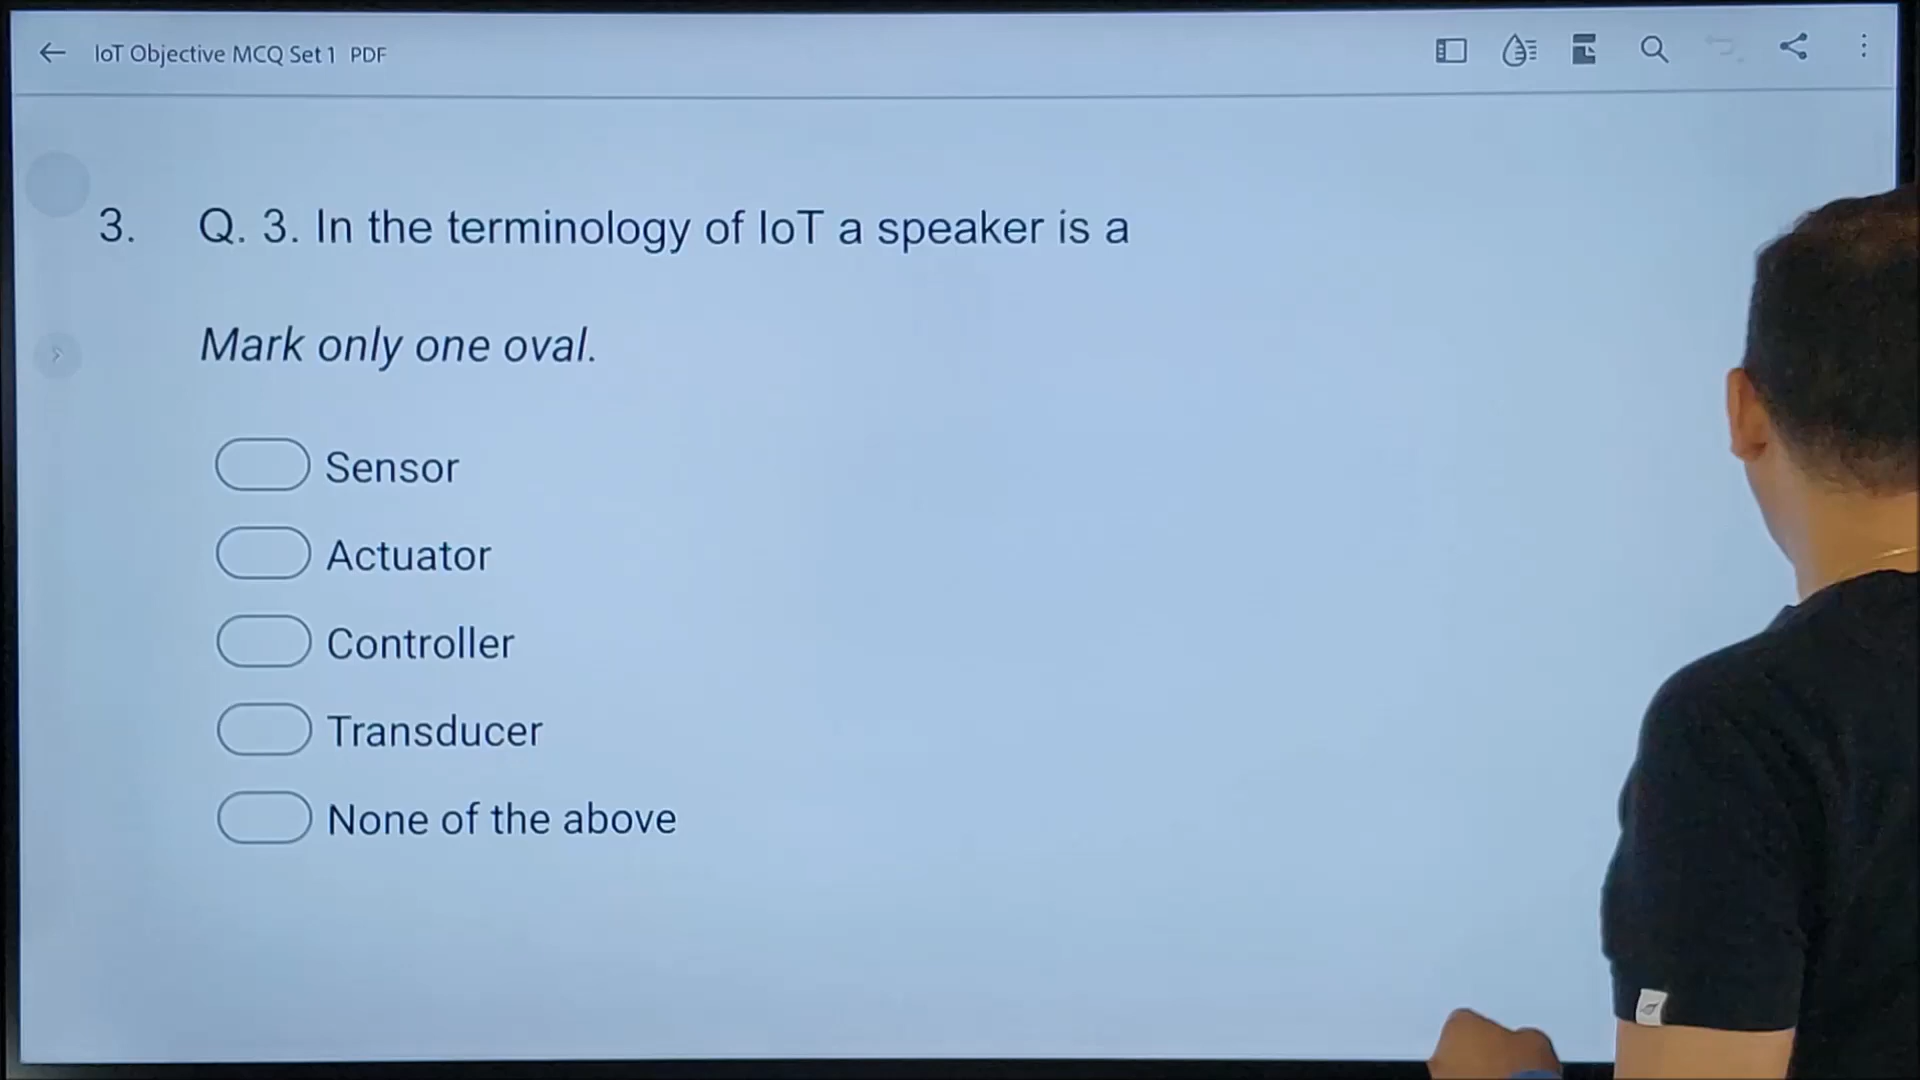 IoT Objective MCQ Set 1 PDF
3. Q. 3. In the terminology of IoT a speaker is a
Mark only one oval.
Sensor
Actuator
Controller
Transducer
None of the above